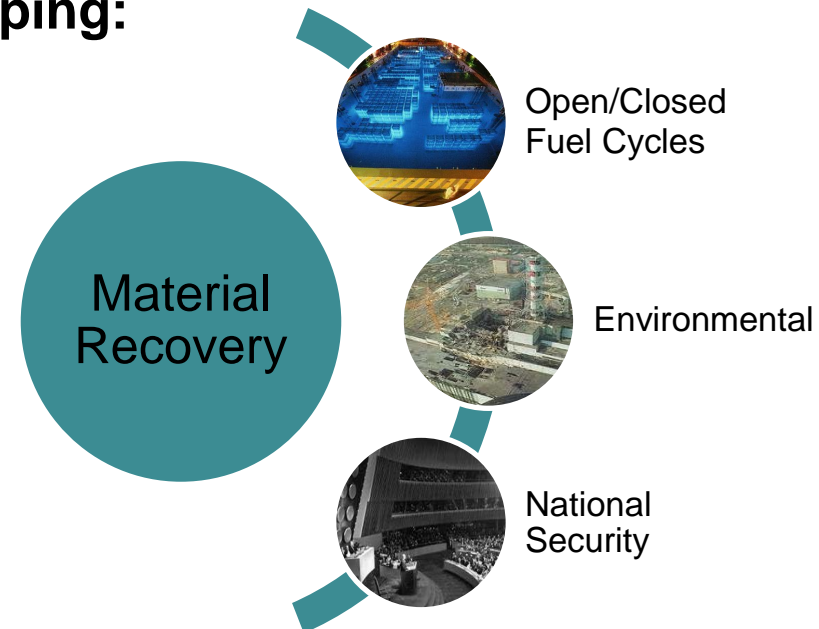 ping:
Open/Closed
Fuel Cycles
Material
Recovery
Environmental
National
Security